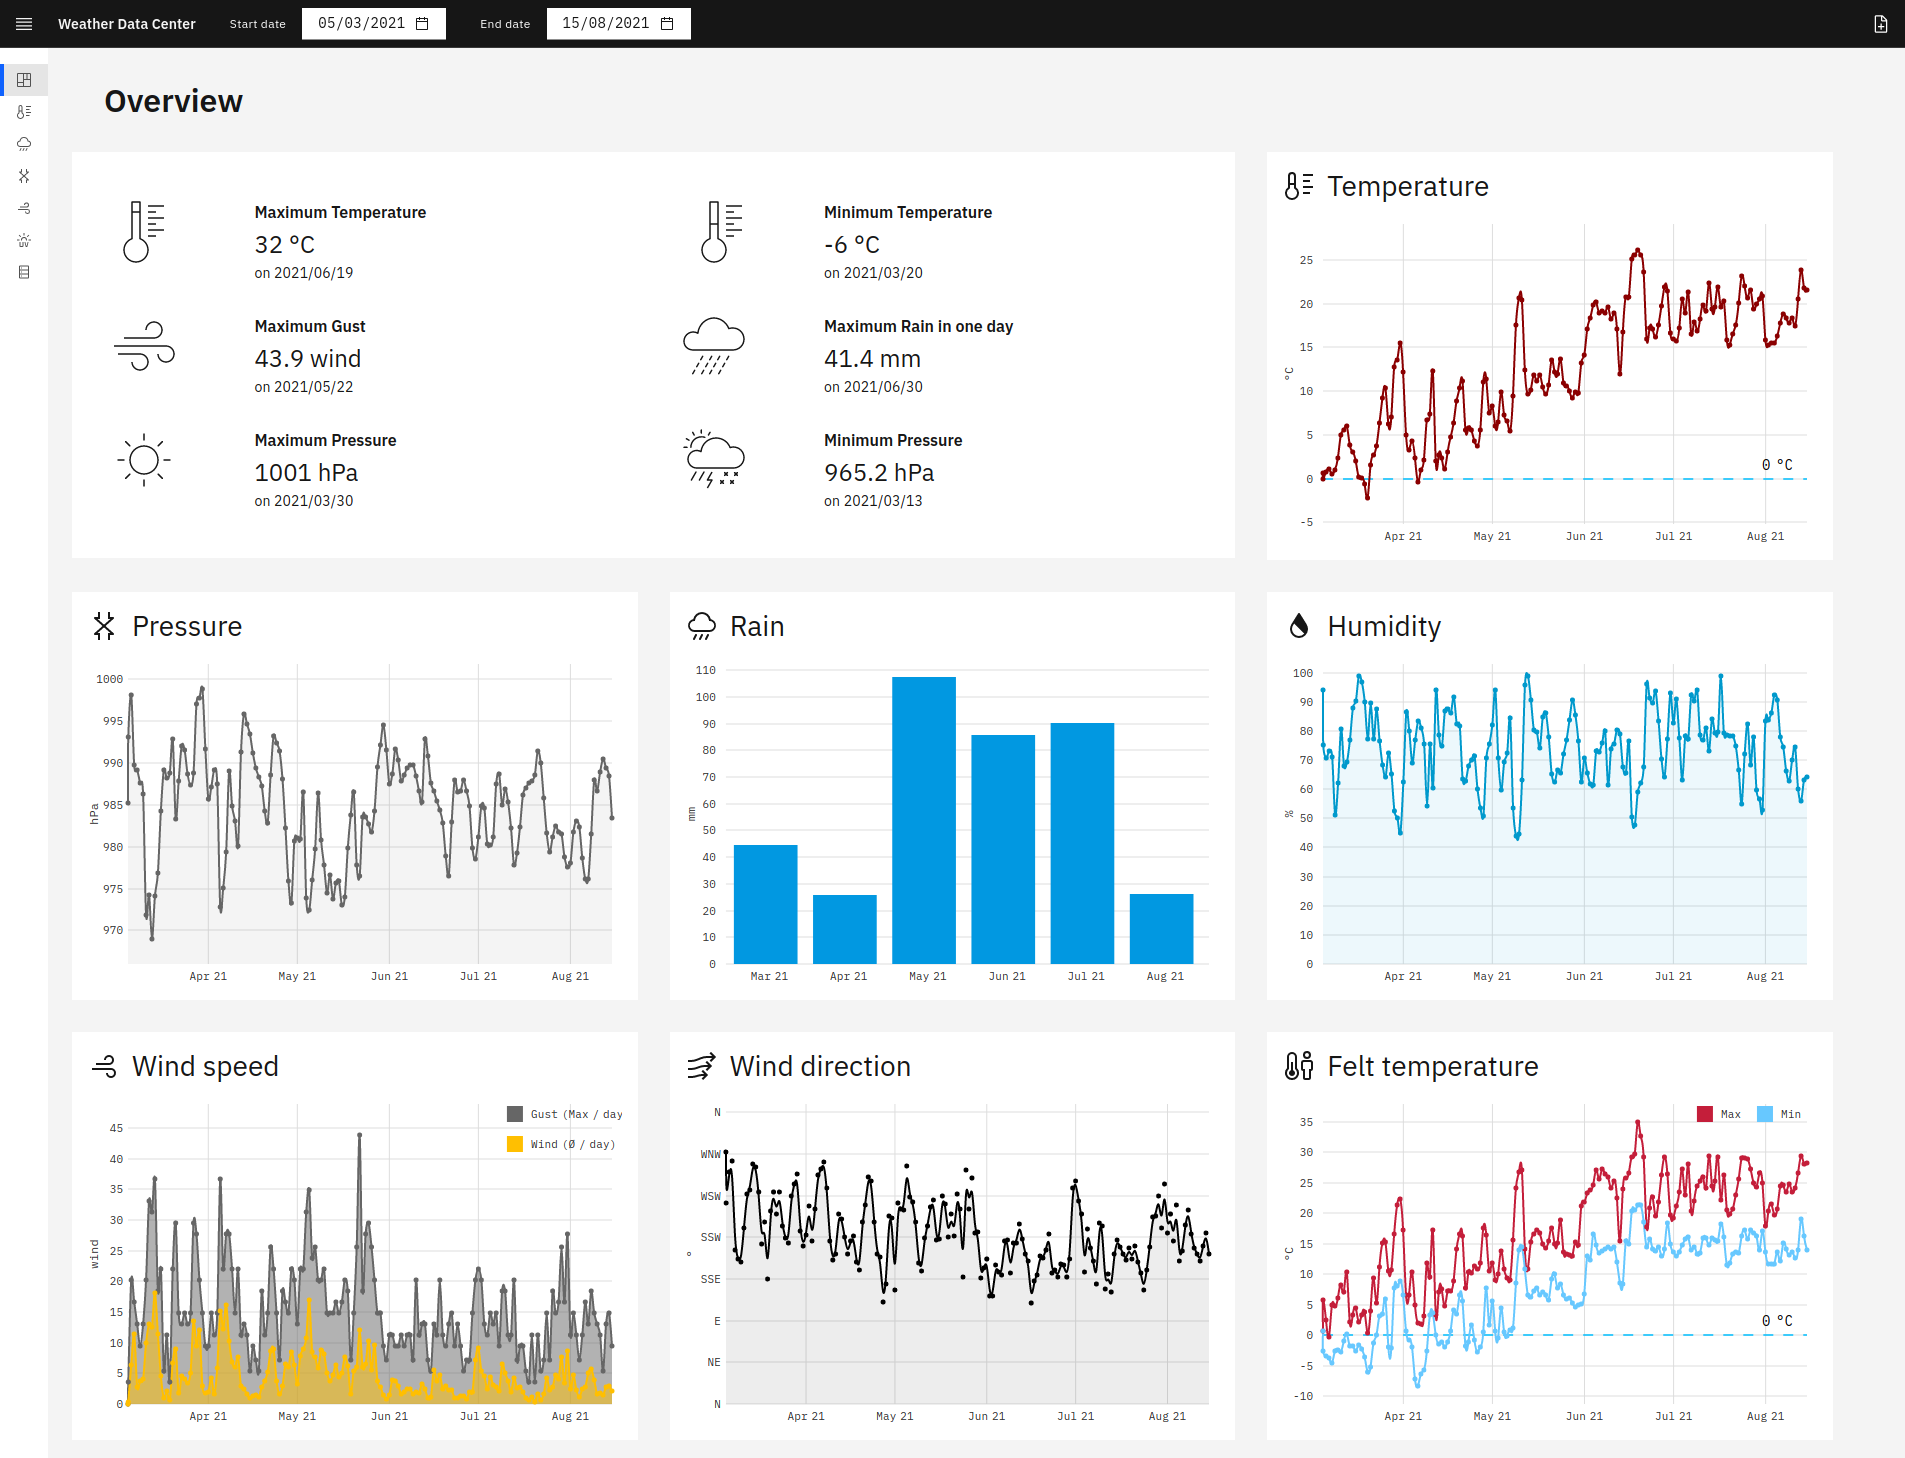 Weather Data Center Start date 05/03/2021 End date 15/08/2021
Overview
Maximum Temperature
32 °C
on 2021/06/19
Minimum Temperature
-6 °C
on 2021/03/20
Maximum Gust
43.9 wind
on 2021/05/22
Maximum Rain in one day
41.4 mm
on 2021/06/30
Maximum Pressure
1001 hPa
on 2021/03/30
Minimum Pressure
965.2 hPa
on 2021/03/13
Temperature
25
20
15
10
5
0
-5
°C
0 °C
Apr 21 May 21 Jun 21 Jul 21 Aug 21
Pressure
1000
995
990
985
980
975
970
hPa
Apr 21 May 21 Jun 21 Jul 21 Aug 21
Rain
110
100
90
80
70
60
50
40
30
20
10
0
mm
Mar 21 Apr 21 May 21 Jun 21 Jul 21 Aug 21
Humidity
100
90
80
70
60
50
40
30
20
10
0
%
Apr 21 May 21 Jun 21 Jul 21 Aug 21
Wind speed
Gust (Max / day
Wind (Ø / day)
45
40
35
30
25
20
15
10
5
0
wind
Apr 21 May 21 Jun 21 Jul 21 Aug 21
Wind direction
N
WNW
WSW
SSW
SSE
E
NE
N
°
Apr 21 May 21 Jun 21 Jul 21 Aug 21
Felt temperature
Max Min
35
30
25
20
15
10
5
0
-5
-10
°C
0 °C
Apr 21 May 21 Jun 21 Jul 21 Aug 21